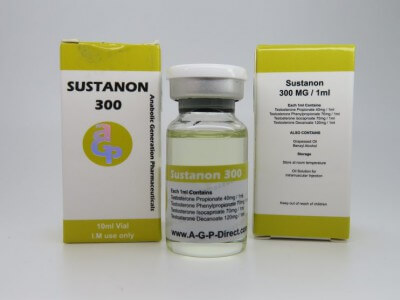 SUSTANON
300
Anabolic Generation Pharmaceuticals
aGp
10ml Vial
I.M use only
Sustanon 300
Each 1ml Contains
Testosterone Propionate 40mg / 1ml
Testosterone Phenylpropionate 70mg /
Testosterone Isocaproate 70mg / 1ml
Testosterone Decanoate 120mg / 1ml
www.A-G-P-Direct.com
Sustanon
300 MG / 1ml
Each 1ml Contains
Testosterone Propionate 40mg / 1ml
Testosterone Phenylpropionate 70mg / 1ml
Testosterone Isocaproate 70mg / 1ml
Testosterone Decanoate 120mg / 1ml
ALSO CONTAINS
Grapeseed Oil
Benzyl Alcohol
Storage
Store at room temperature
Oil Solution for
Intramuscular Injection
Keep out of reach of children